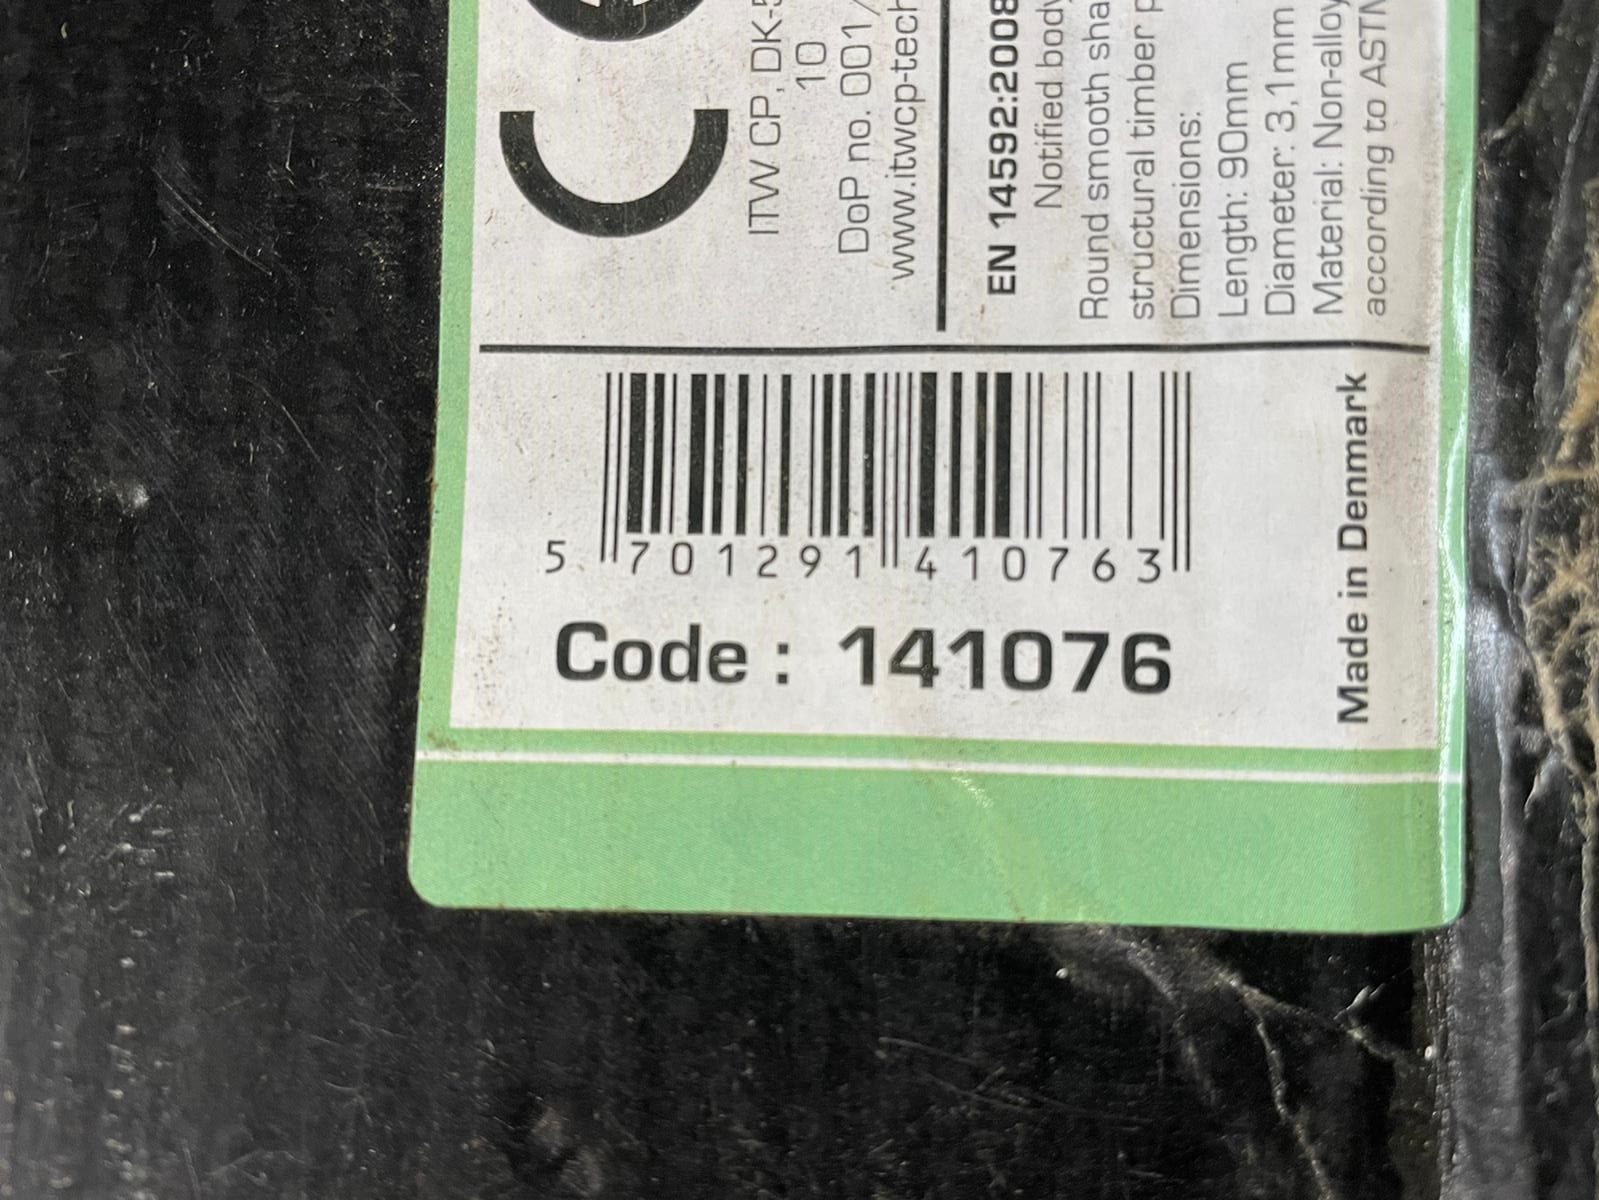 CE
ITW CP, DK-5
10
DoP no. 001/
www.itwcp-tech
EN 14592:2008
Notified body
Round smooth sha
structural timber p
Dimensions:
Length: 90mm
Diameter: 3,1mm
Material: Non-alloy
according to ASTM
5 701291 410763
Code : 141076
Made in Denmark